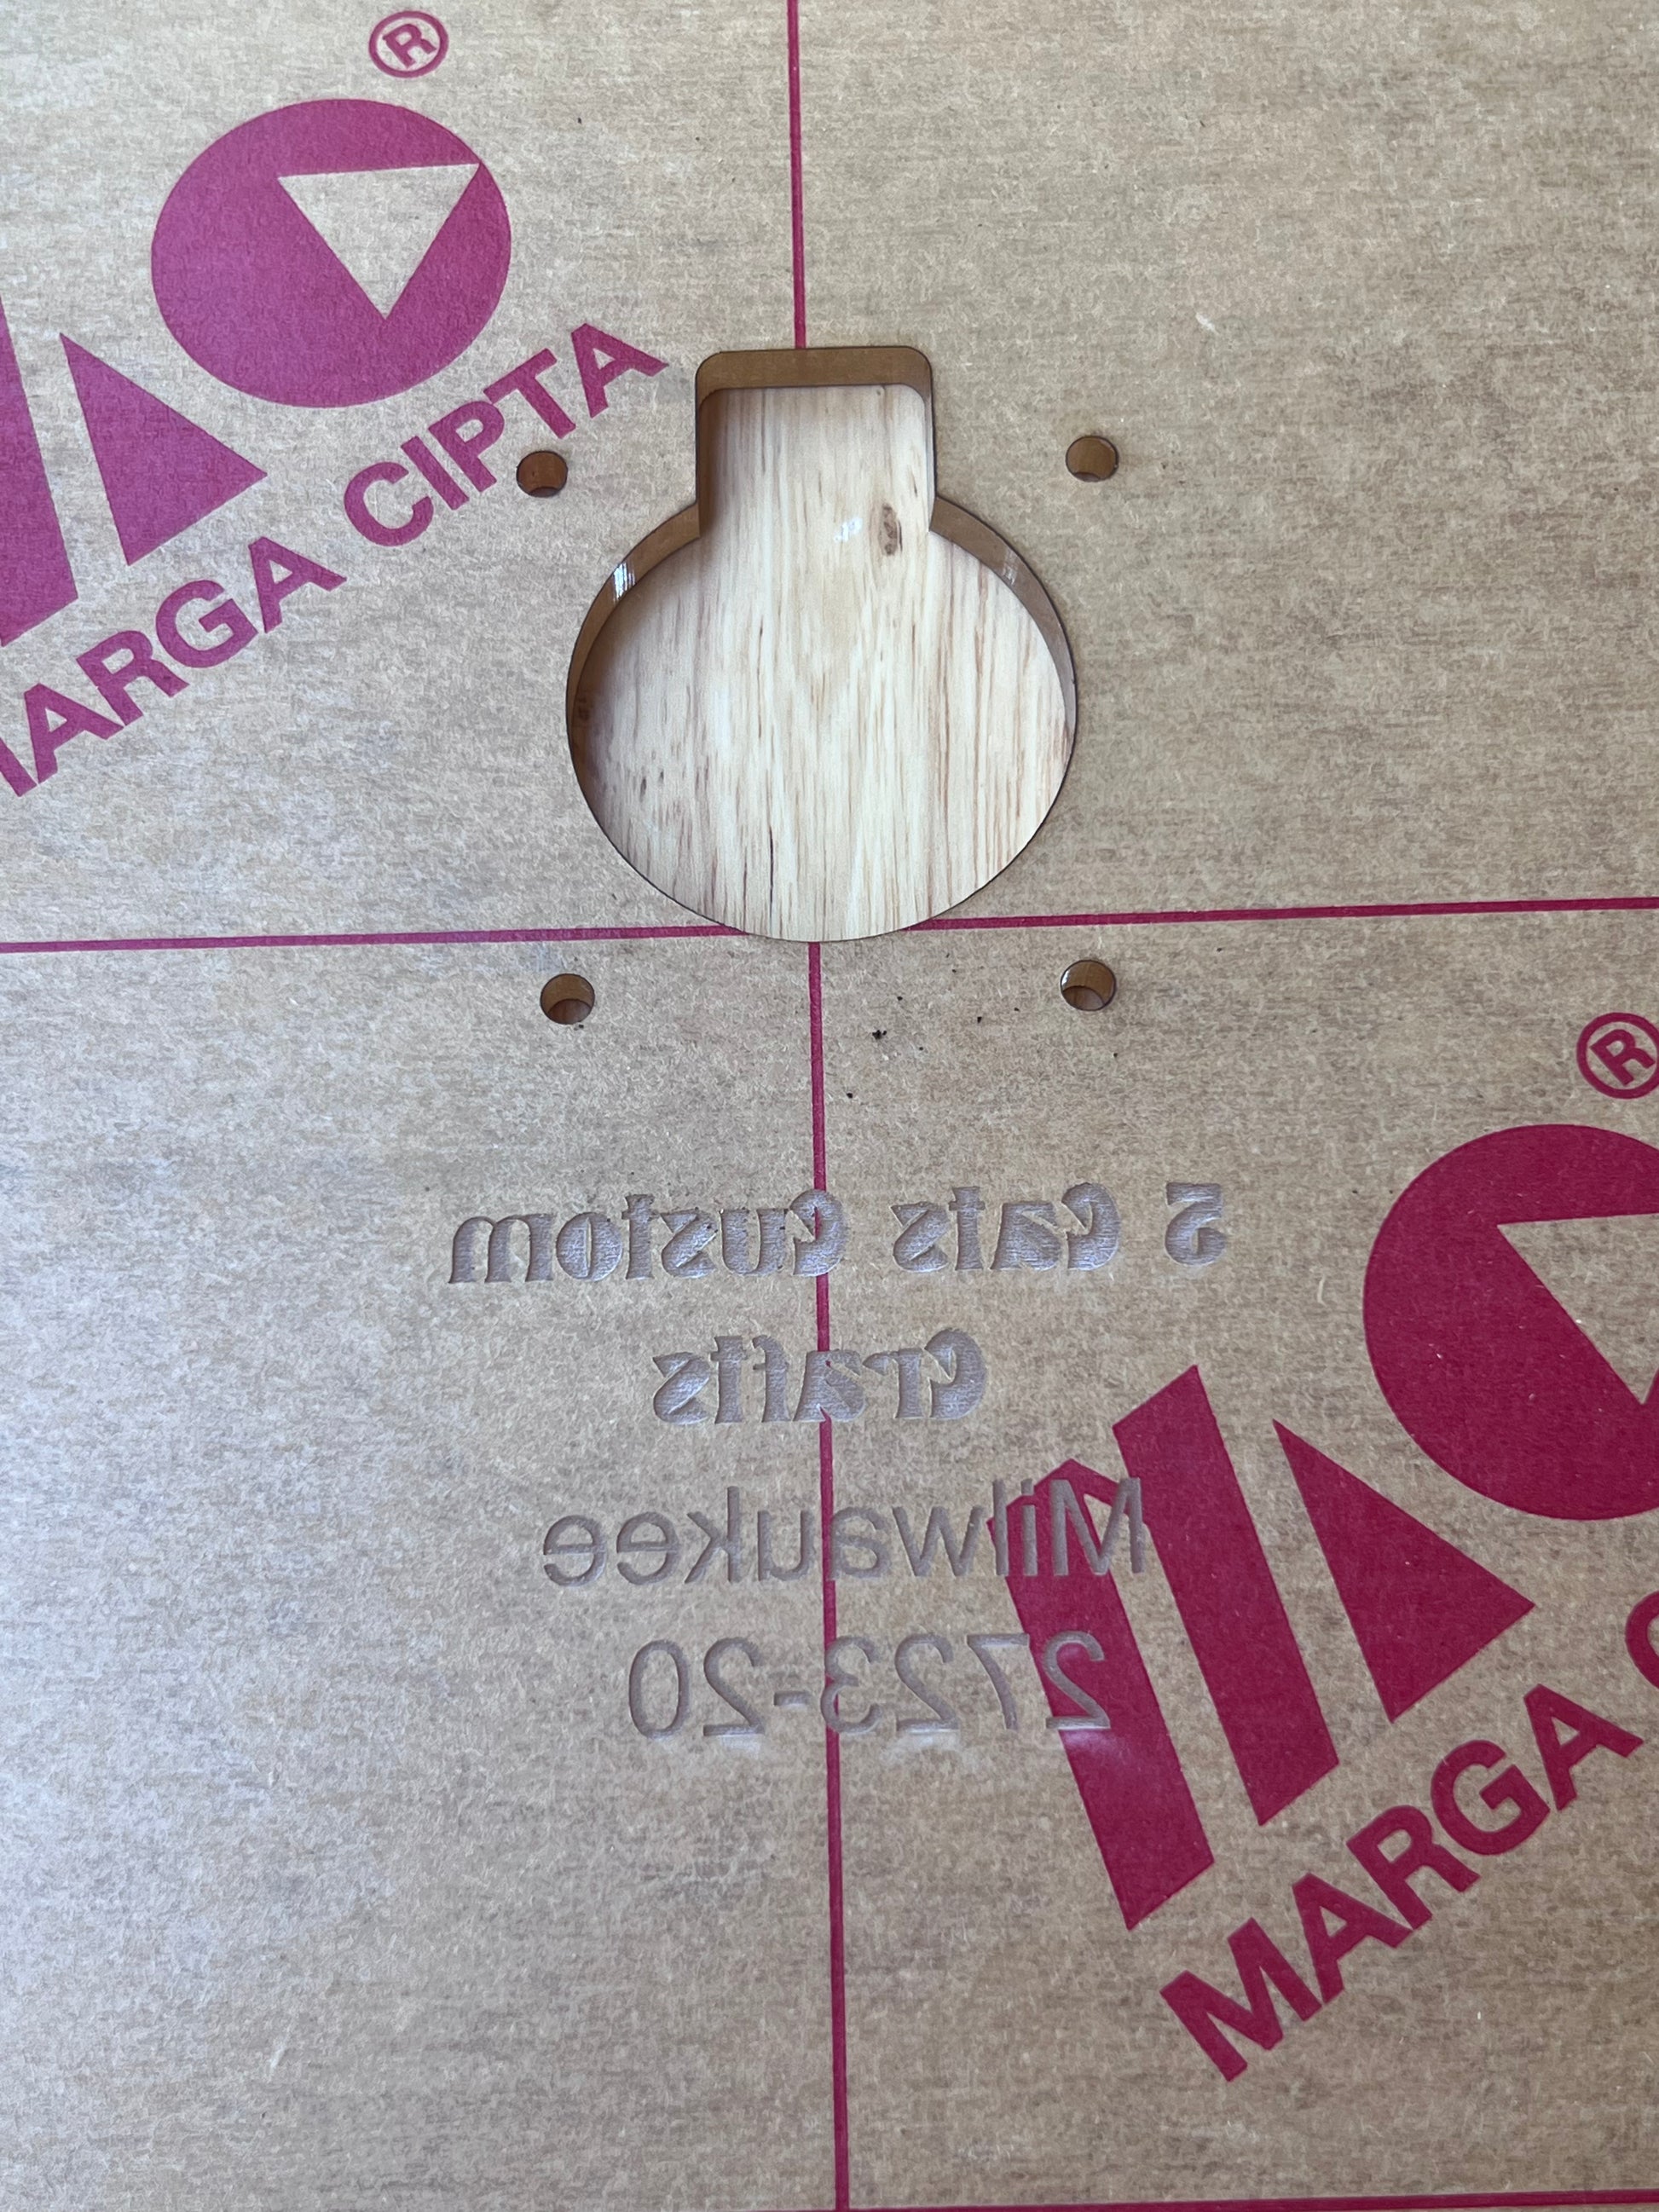 ®
MARGA CIPTA
5 Cats Custom
Crafts
Milwaukee
2723-20
®
MARGA